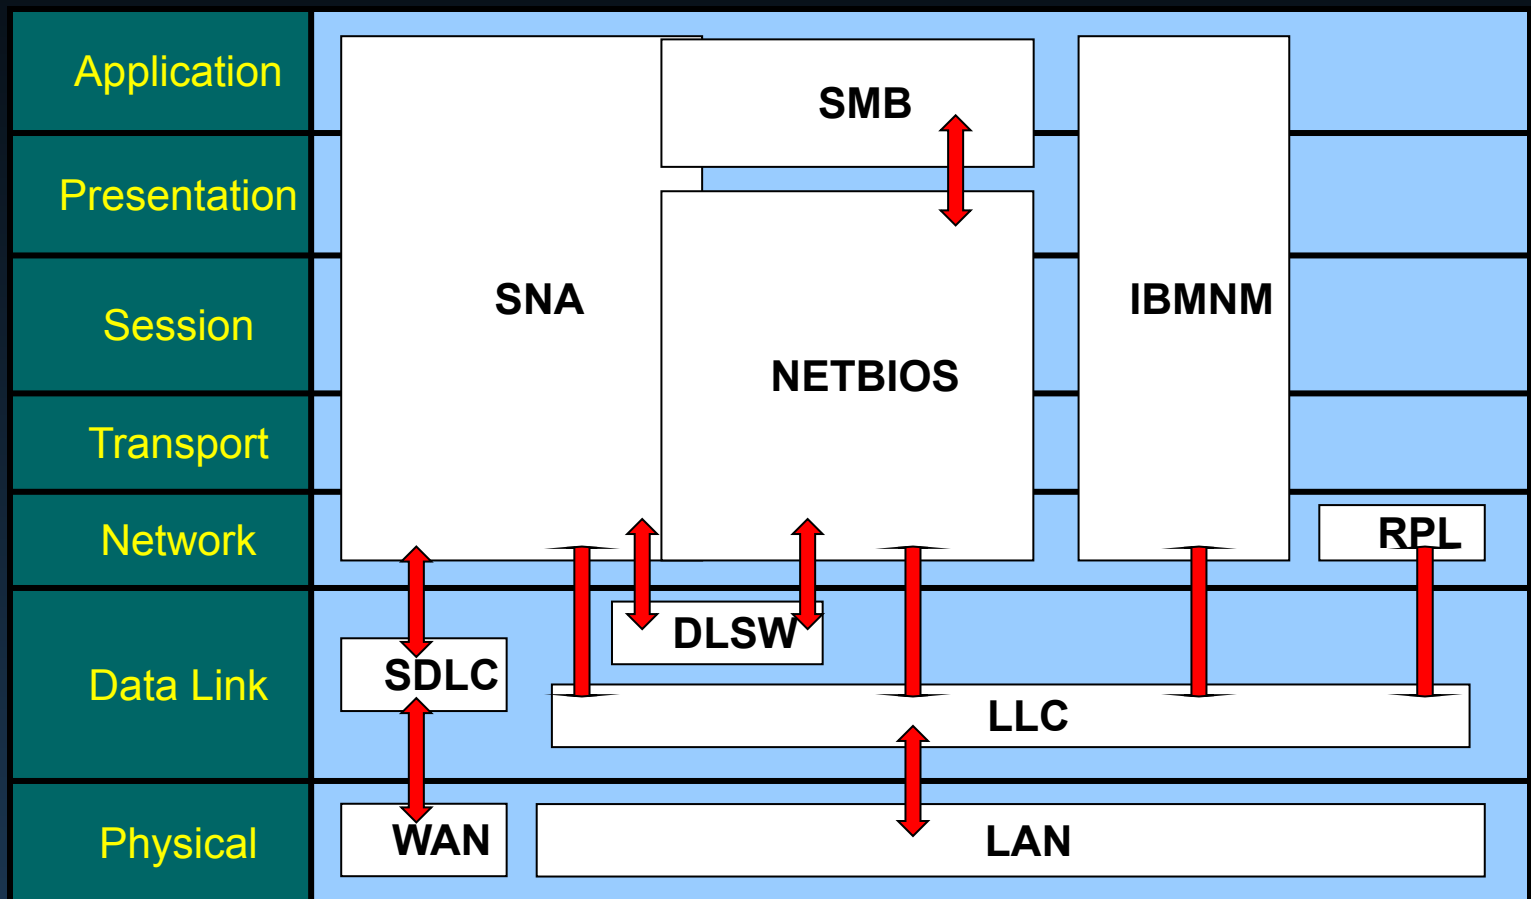 Application
SMB
Presentation
SNA
IBMNM
Session
NETBIOS
Transport
Network
RPL
DLSW
Data Link
SDLC
LLC
Physical
WAN
LAN